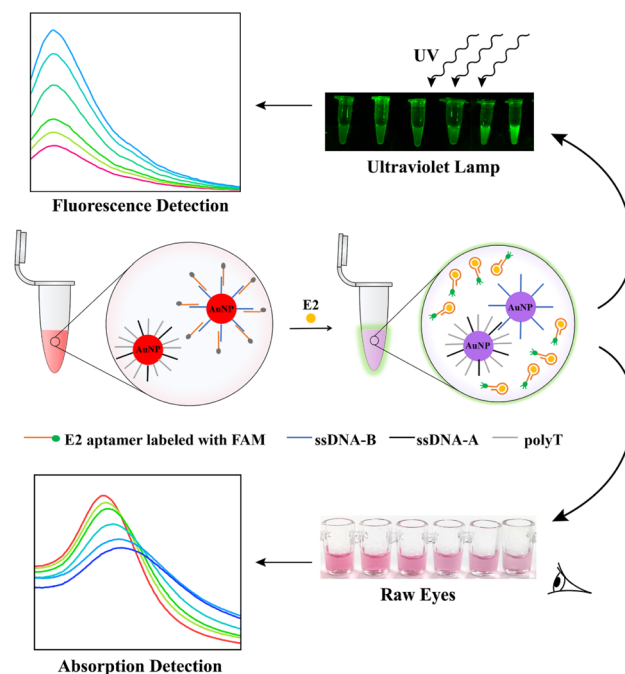 UV
Ultraviolet Lamp
Fluorescence Detection
AuNP
AuNP
E2
AuNP
AuNP
E2 aptamer labeled with FAM
ssDNA-B
ssDNA-A
polyT
Raw Eyes
Absorption Detection